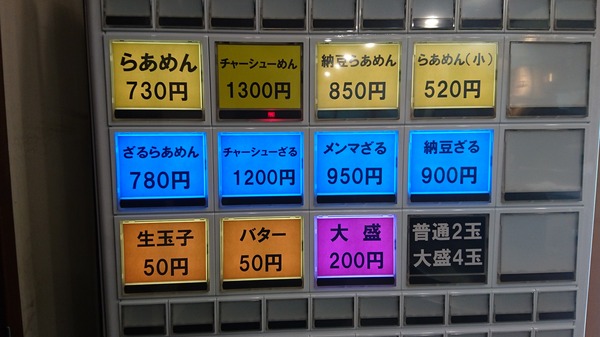 らあめん
730円
チャーシューめん
1300円
納豆らあめん
850円
らあめん(小)
520円
ざるらあめん
780円
チャーシューざる
1200円
メンマざる
950円
納豆ざる
900円
生玉子
50円
バター
50円
大盛
200円
普通2玉
大盛4玉